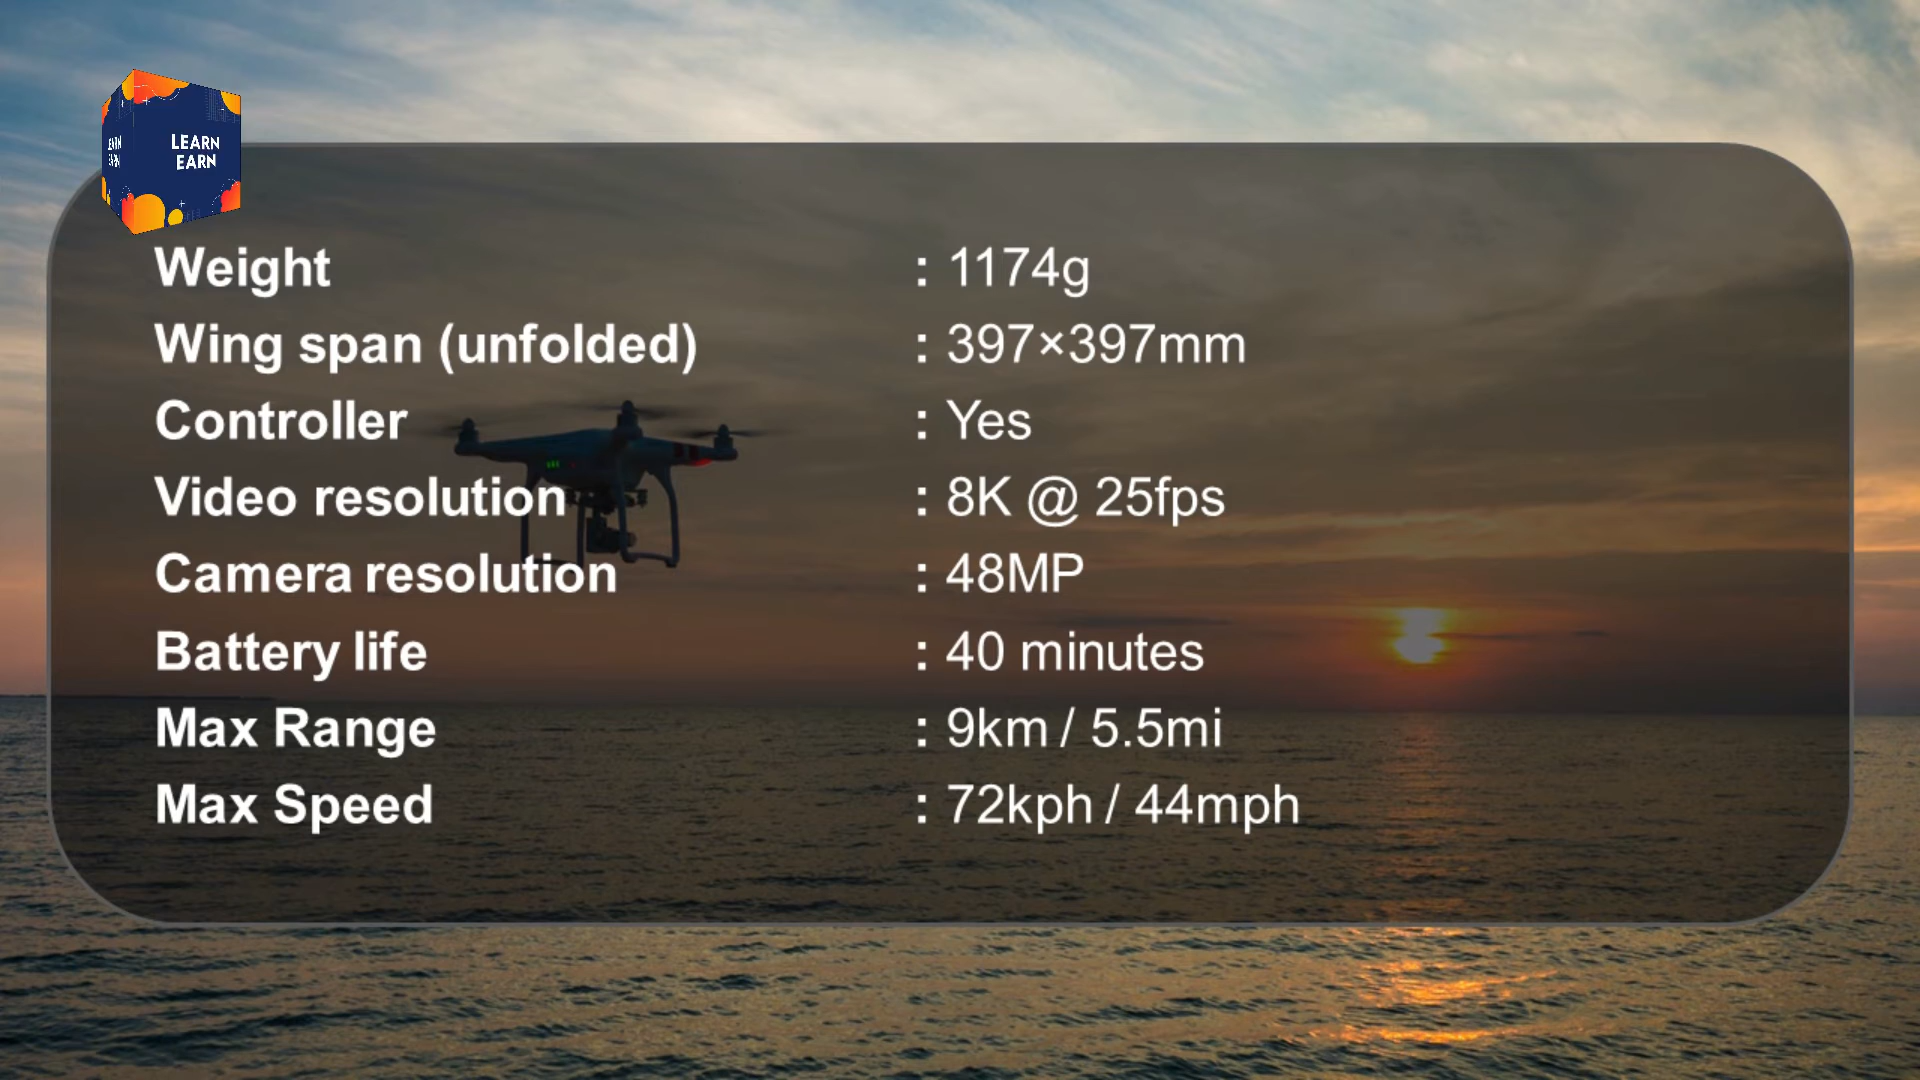 LEARN
EARN
Weight : 1174g
Wing span (unfolded) : 397×397mm
Controller : Yes
Video resolution : 8K @ 25fps
Camera resolution : 48MP
Battery life : 40 minutes
Max Range : 9km / 5.5mi
Max Speed : 72kph / 44mph